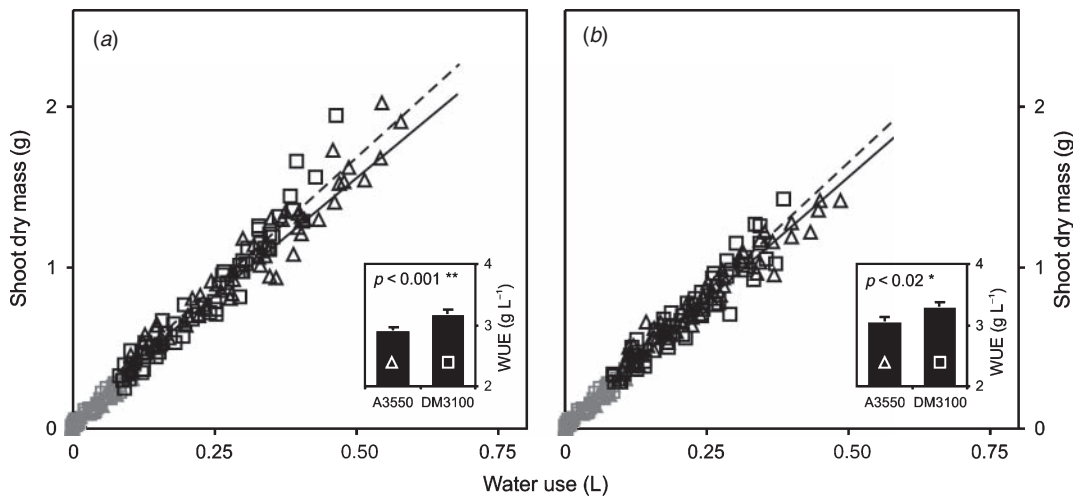 (a)
(b)
Shoot dry mass (g)
2
1
0
p < 0.001 **
4
3
2
WUE (g L⁻¹)
A3550 DM3100
p < 0.02 *
4
3
2
WUE (g L⁻¹)
A3550 DM3100
2
1
0
Shoot dry mass (g)
0 0.25 0.50 0.75
0 0.25 0.50 0.75
Water use (L)